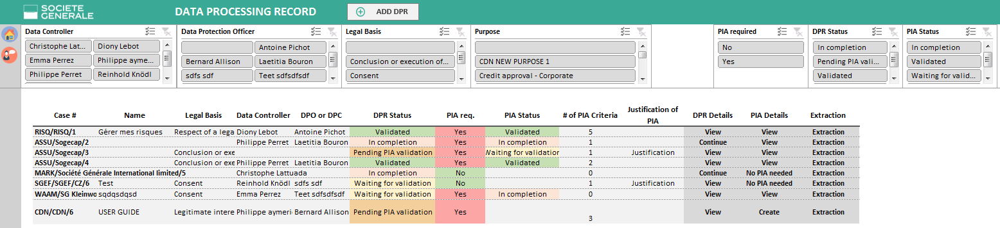 SOCIETE
GENERALE
DATA PROCESSING RECORD
ADD DPR
Data Controller
Data Protection Officer
Legal Basis
Purpose
PIA required
DPR Status
PIA Status
Christophe Lat... Diony Lebot
Emma Perrez Philippe ayme...
Philippe Perret Reinhold Knödl
Antoine Pichot
Bernard Allison Laetitia Bouron
sdfs sdf Teet sdfsdfsdf
Conclusion or execution of...
Consent
CDN NEW PURPOSE 1
Credit approval - Corporate
No
Yes
In completion
Pending PIA vali...
Validated
In completion
Validated
Waiting for valid...
Case # Name Legal Basis Data Controller DPO or DPC DPR Status PIA req. PIA Status # of PIA Criteria Justification of PIA DPR Details PIA Details Extraction
RISQ/RISQ/1 Gérer mes risques Respect of a lega Diony Lebot Antoine Pichot Validated Yes Validated 5 View View Extraction
ASSU/Sogecap/2 Philippe Perret Laetitia Bouron In completion Yes In completion 1 Continue View Extraction
ASSU/Sogecap/3 Conclusion or exe Pending PIA validation Yes Waiting for validation 1 Justification View View Extraction
ASSU/Sogecap/4 Conclusion or exe Philippe Perret Laetitia Bouron Validated Yes Validated 2 View View Extraction
MARK/Société Générale International limited/5 Christophe Lattuada In completion No 0 Continue No PIA needed Extraction
SGEF/SGEF/CZ/6 Test Consent Reinhold Knödl sdfs sdf Waiting for validation No 1 Justification View No PIA needed Extraction
WAAM/SG Kleinwo sqdqsdqsd Consent Emma Perrez Teet sdfsdfsdf Waiting for validation Yes In completion 0 View View Extraction
CDN/CDN/6 USER GUIDE Legitimate intere Philippe aymeri Bernard Allison Pending PIA validation Yes 3 View Create Extraction